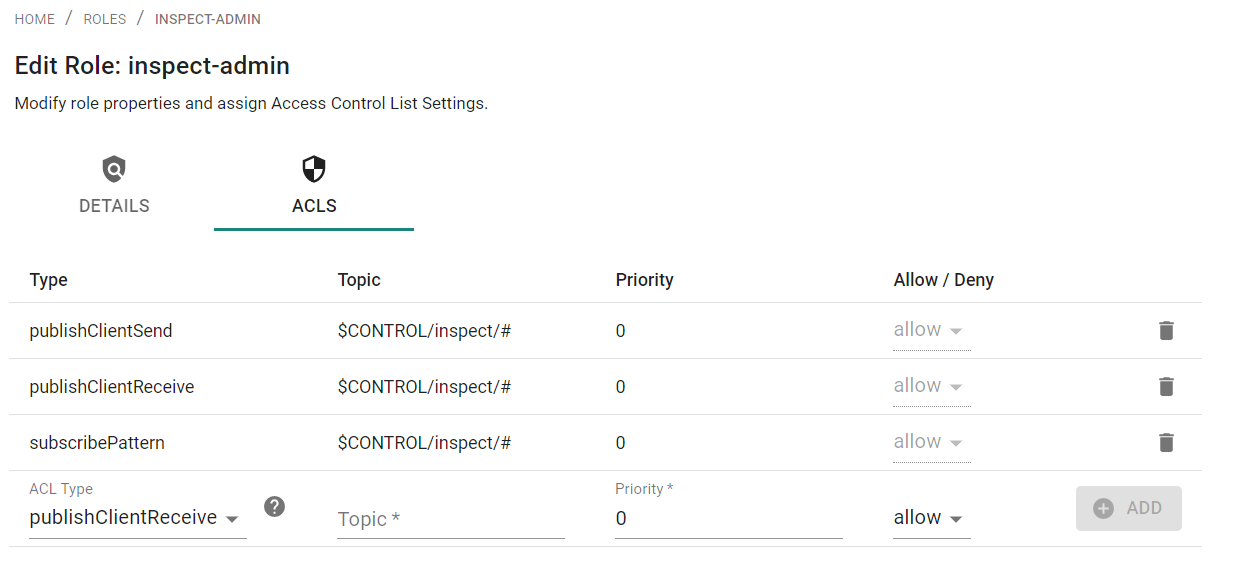 HOME / ROLES / INSPECT-ADMIN
Edit Role: inspect-admin
Modify role properties and assign Access Control List Settings.
DETAILS ACLS
Type Topic Priority Allow / Deny
publishClientSend $CONTROL/inspect/# 0 allow
publishClientReceive $CONTROL/inspect/# 0 allow
subscribePattern $CONTROL/inspect/# 0 allow
ACL Type Priority *
publishClientReceive ? Topic * 0 allow ADD